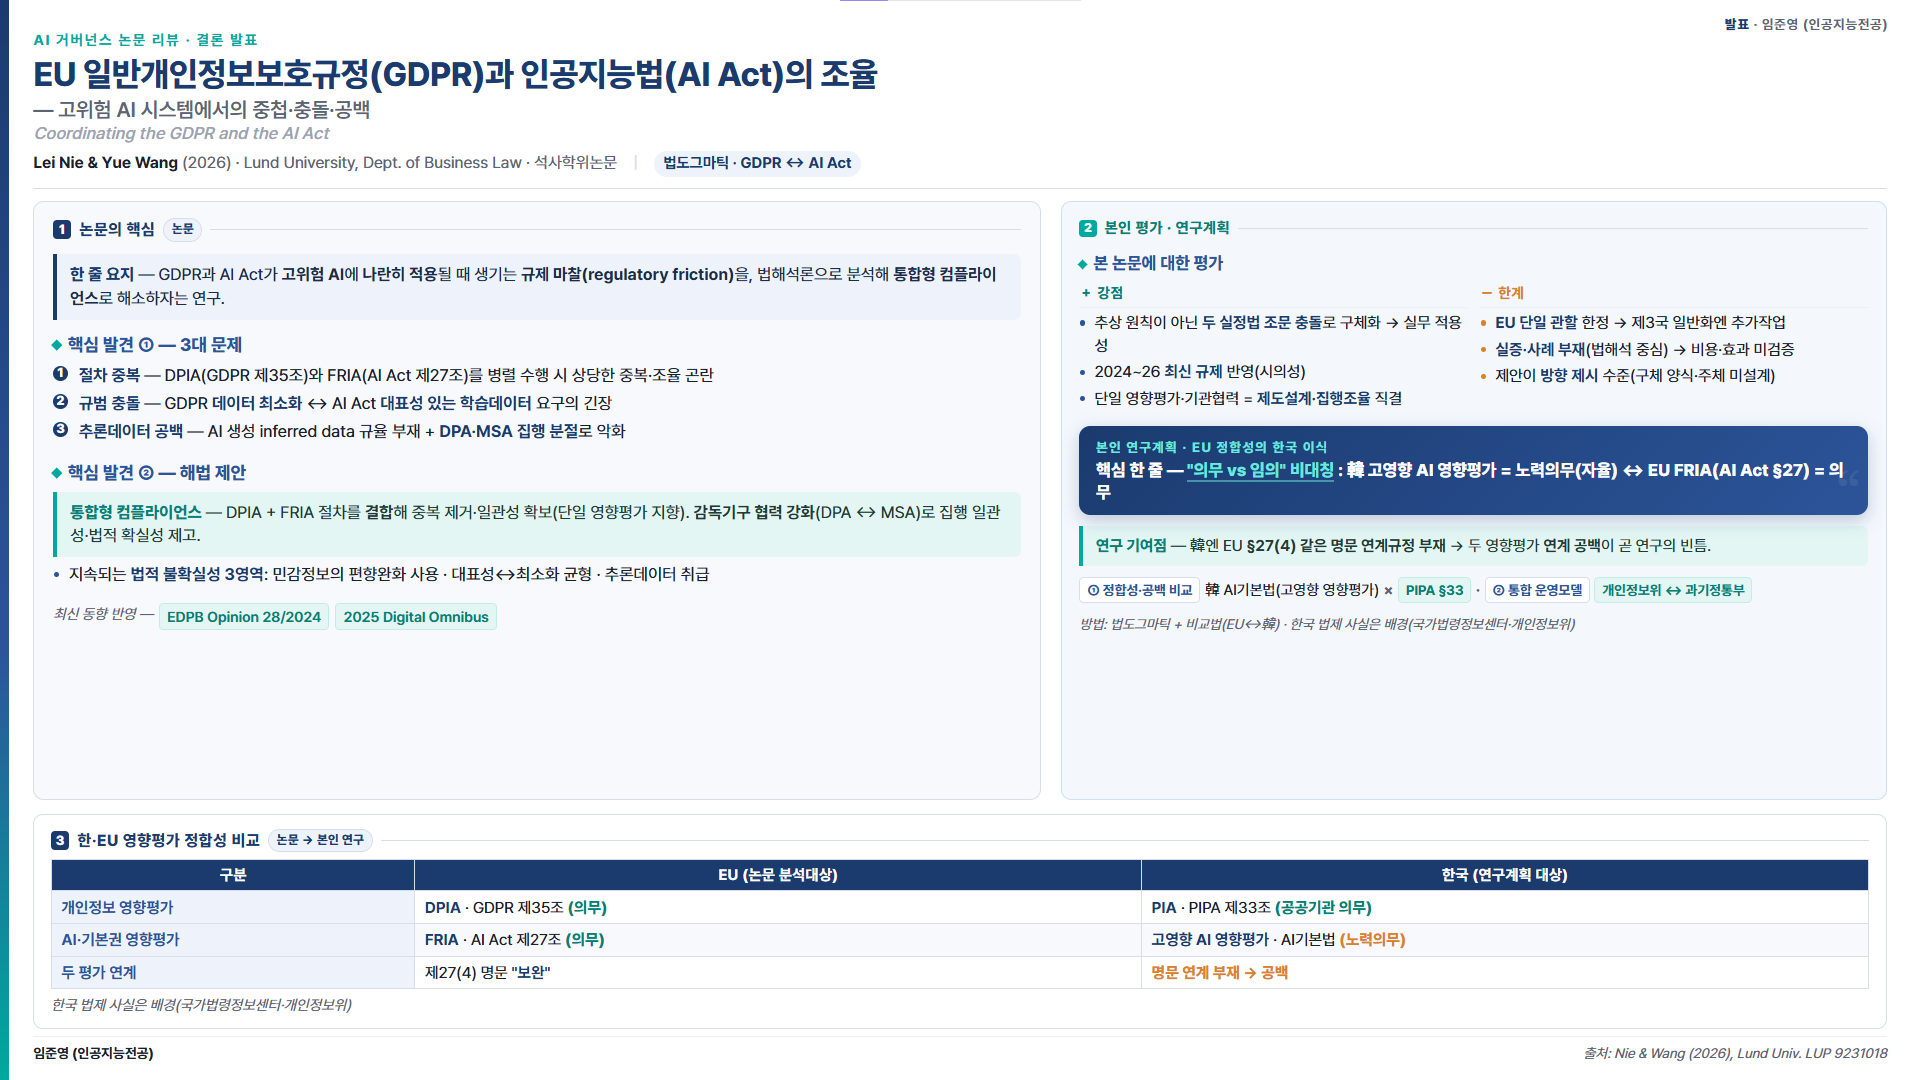 발표 · 임준영 (인공지능전공)
AI 거버넌스 논문 리뷰 · 결론 발표
EU 일반개인정보보호규정(GDPR)과 인공지능법(AI Act)의 조율
— 고위험 AI 시스템에서의 중첩·충돌·공백
Coordinating the GDPR and the AI Act
Lei Nie & Yue Wang (2026) · Lund University, Dept. of Business Law · 석사학위논문 | 법도그마틱 · GDPR ↔ AI Act
1 논문의 핵심 논문
한 줄 요지 — GDPR과 AI Act가 고위험 AI에 나란히 적용될 때 생기는 규제 마찰(regulatory friction)을, 법해석론으로 분석해 통합형 컴플라이
언스로 해소하자는 연구.
◆ 핵심 발견 ① — 3대 문제
❶ 절차 중복 — DPIA(GDPR 제35조)와 FRIA(AI Act 제27조)를 병렬 수행 시 상당한 중복·조율 곤란
❷ 규범 충돌 — GDPR 데이터 최소화 ↔ AI Act 대표성 있는 학습데이터 요구의 긴장
❸ 추론데이터 공백 — AI 생성 inferred data 규율 부재 + DPA·MSA 집행 분절로 악화
◆ 핵심 발견 ② — 해법 제안
통합형 컴플라이언스 — DPIA + FRIA 절차를 결합해 중복 제거·일관성 확보(단일 영향평가 지향). 감독기구 협력 강화(DPA ↔ MSA)로 집행 일관
성·법적 확실성 제고.
• 지속되는 법적 불확실성 3영역: 민감정보의 편향완화 사용 · 대표성↔최소화 균형 · 추론데이터 취급
최신 동향 반영 — EDPB Opinion 28/2024 2025 Digital Omnibus
2 본인 평가 · 연구계획
◆ 본 논문에 대한 평가
+ 강점
• 추상 원칙이 아닌 두 실정법 조문 충돌로 구체화 → 실무 적용
성
• 2024~26 최신 규제 반영(시의성)
• 단일 영향평가·기관협력 = 제도설계·집행조율 직결
− 한계
• EU 단일 관할 한정 → 제3국 일반화엔 추가작업
• 실증·사례 부재(법해석 중심) → 비용·효과 미검증
• 제안이 방향 제시 수준(구체 양식·주체 미설계)
본인 연구계획 · EU 정합성의 한국 이식
핵심 한 줄 — "의무 vs 임의" 비대칭 : 韓 고영향 AI 영향평가 = 노력의무(자율) ↔ EU FRIA(AI Act §27) = 의
무
“
연구 기여점 — 韓엔 EU §27(4) 같은 명문 연계규정 부재 → 두 영향평가 연계 공백이 곧 연구의 빈틈.
① 정합성·공백 비교 韓 AI기본법(고영향 영향평가) × PIPA §33 · ② 통합 운영모델 개인정보위 ↔ 과기정통부
방법: 법도그마틱 + 비교법(EU↔韓) · 한국 법제 사실은 배경(국가법령정보센터·개인정보위)
3 한·EU 영향평가 정합성 비교 논문 → 본인 연구
구분 EU (논문 분석대상) 한국 (연구계획 대상)
개인정보 영향평가 DPIA · GDPR 제35조 (의무) PIA · PIPA 제33조 (공공기관 의무)
AI·기본권 영향평가 FRIA · AI Act 제27조 (의무) 고영향 AI 영향평가 · AI기본법 (노력의무)
두 평가 연계 제27(4) 명문 "보완" 명문 연계 부재 → 공백
한국 법제 사실은 배경(국가법령정보센터·개인정보위)
임준영 (인공지능전공)
출처: Nie & Wang (2026), Lund Univ. LUP 9231018